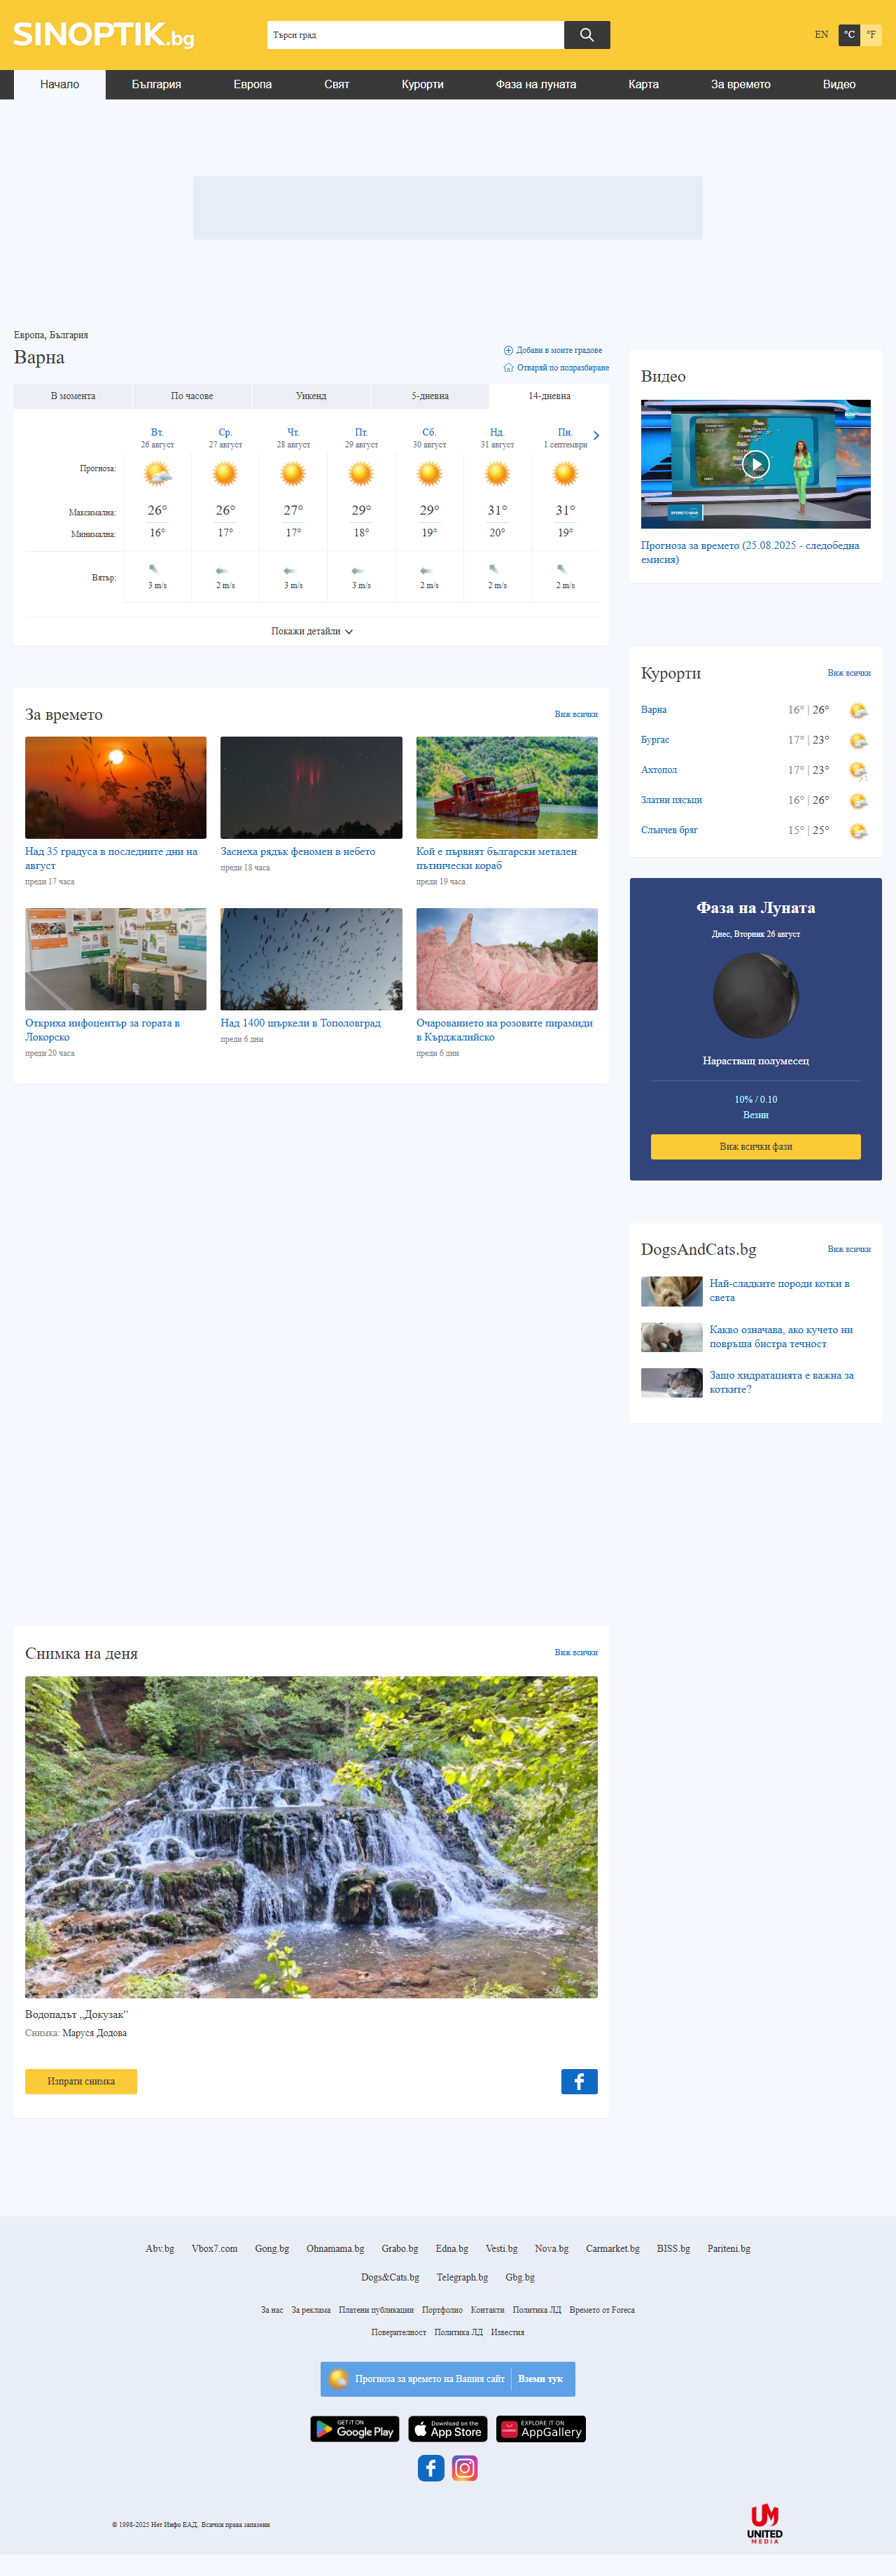 SINOPTIK.bg
Търси град
EN °C °F
Начало България Европа Свят Курорти Фаза на луната Карта За времето Видео
Европа, България
Варна
Добави в моите градове
Отваряй по подразбиране
В момента По часове Уикенд 5-дневна 14-дневна
Вт. Ср. Чт. Пт. Сб. Нд. Пн.
26 август 27 август 28 август 29 август 30 август 31 август 1 септември
Прогноза:
Максимална: 26° 26° 27° 29° 29° 31° 31°
Минимална: 16° 17° 17° 18° 19° 20° 19°
Вятър: 3 m/s 2 m/s 3 m/s 3 m/s 2 m/s 2 m/s 2 m/s
Покажи детайли
Видео
Прогноза за времето (25.08.2025 - следобедна
емисия)
Курорти Виж всички
Варна 16° | 26°
Бургас 17° | 23°
Ахтопол 17° | 23°
Златни пясъци 16° | 26°
Слънчев бряг 15° | 25°
За времето Виж всички
Над 35 градуса в последните дни на
август
преди 17 часа
Заснеха рядък феномен в небето
преди 18 часа
Кой е първият български метален
пътнически кораб
преди 19 часа
Откриха инфоцентър за гората в
Локорско
преди 20 часа
Над 1400 щъркели в Тополовград
преди 6 дни
Очарованието на розовите пирамиди
в Кърджалийско
преди 6 дни
Фаза на Луната
Днес, Вторник 26 август
Нарастващ полумесец
10% / 0.10
Везни
Виж всички фази
DogsAndCats.bg Виж всички
Най-сладките породи котки в
света
Какво означава, ако кучето ни
повръща бистра течност
Защо хидратацията е важна за
котките?
Снимка на деня Виж всички
Водопадът „Докузак“
Снимка: Маруся Додова
Изпрати снимка
Abv.bg Vbox7.com Gong.bg Ohnamama.bg Grabo.bg Edna.bg Vesti.bg Nova.bg Carmarket.bg BISS.bg Pariteni.bg
Dogs&Cats.bg Telegraph.bg Gbg.bg
За нас За реклама Платени публикации Портфолио Контакти Политика ЛД Времето от Foreca
Поверителност Политика ЛД Известия
Прогноза за времето на Вашия сайт Вземи тук
GET IT ON
Google Play
Download on the
App Store
EXPLORE IT ON
AppGallery
© 1998-2025 Нет Инфо ЕАД. Всички права запазени
UNITED
MEDIA